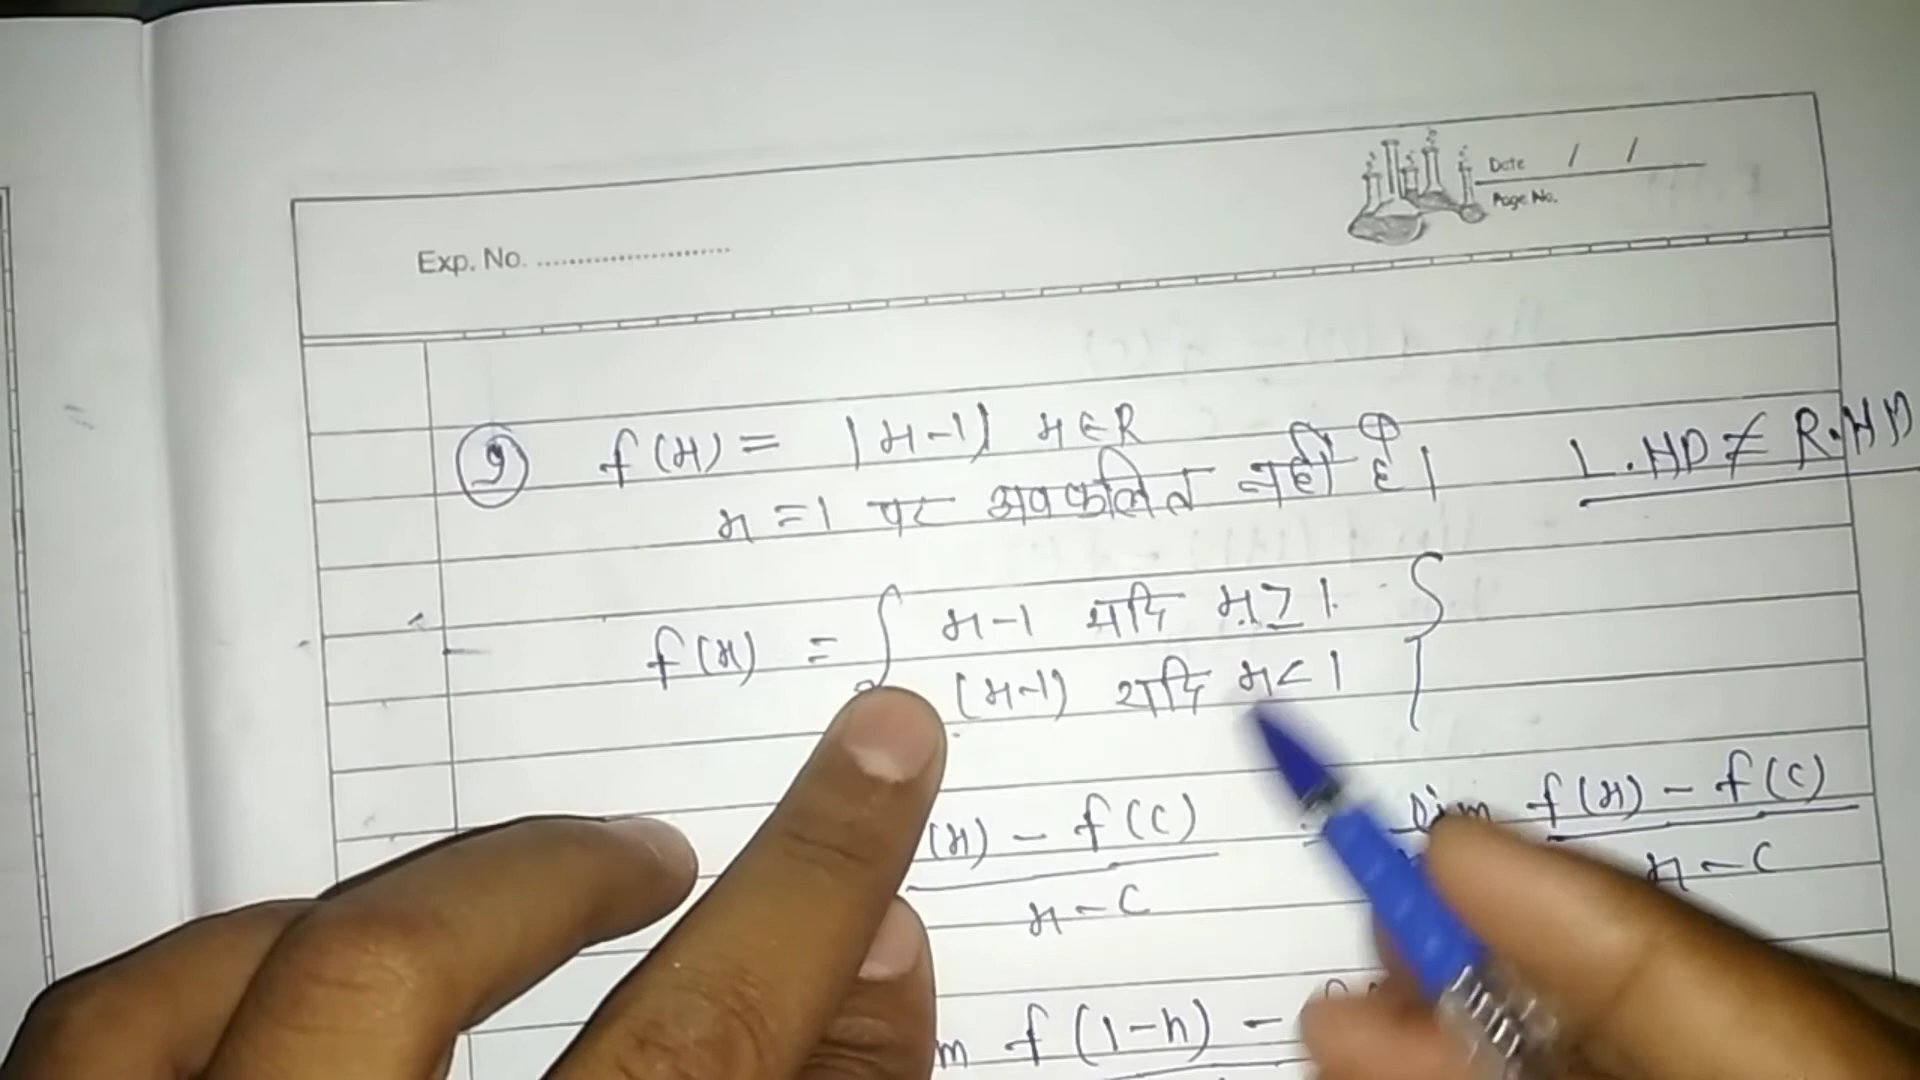 Date / /
Page No.
Exp. No. ........................
9 f(x) = |x-1| x∈R
x=1 पर अवकलित नहीं है। L.HD ≠ R.HD
f(x) = { x-1 यदि x≥1
(x-1) यदि x<1 }
(x) - f(c) lim f(x) - f(c)
x-c x-c
m f(1-h) -